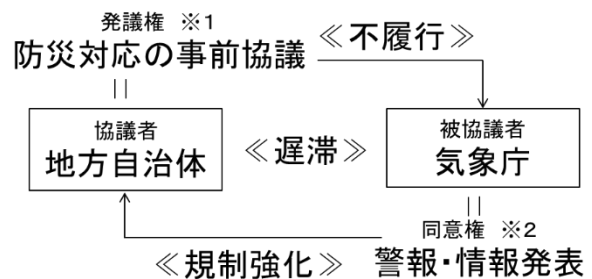 発議権 ※1
防災対応の事前協議
≪不履行≫
協議者
地方自治体
≪遅滞≫
被協議者
気象庁
同意権 ※2
≪規制強化≫
警報・情報発表